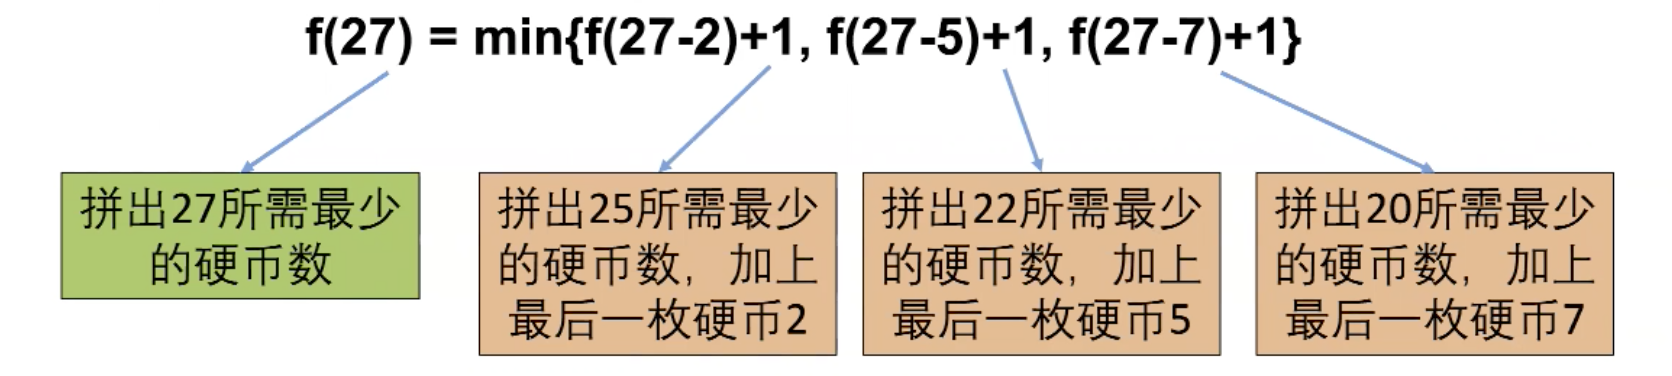 f(27) = min{f(27-2)+1, f(27-5)+1, f(27-7)+1}
拼出27所需最少
的硬币数
拼出25所需最少
的硬币数，加上
最后一枚硬币2
拼出22所需最少
的硬币数，加上
最后一枚硬币5
拼出20所需最少
的硬币数，加上
最后一枚硬币7